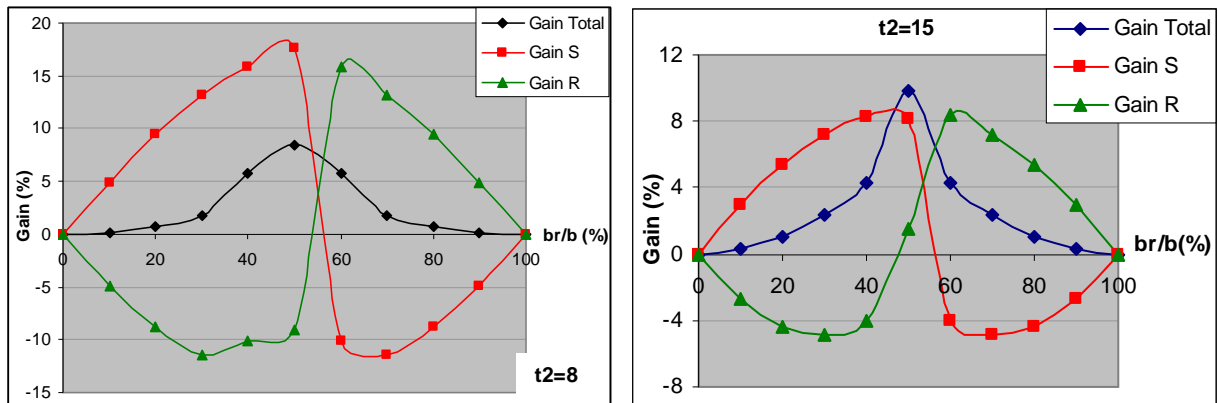 Gain Total
Gain S
Gain R
20
15
10
5
0
-5
-10
-15
Gain (%)
0
20
40
60
80
100
br/b (%)
t2=8
t2=15
Gain Total
Gain S
Gain R
12
8
4
0
-4
-8
Gain (%)
0
20
40
60
80
100
br/b(%)